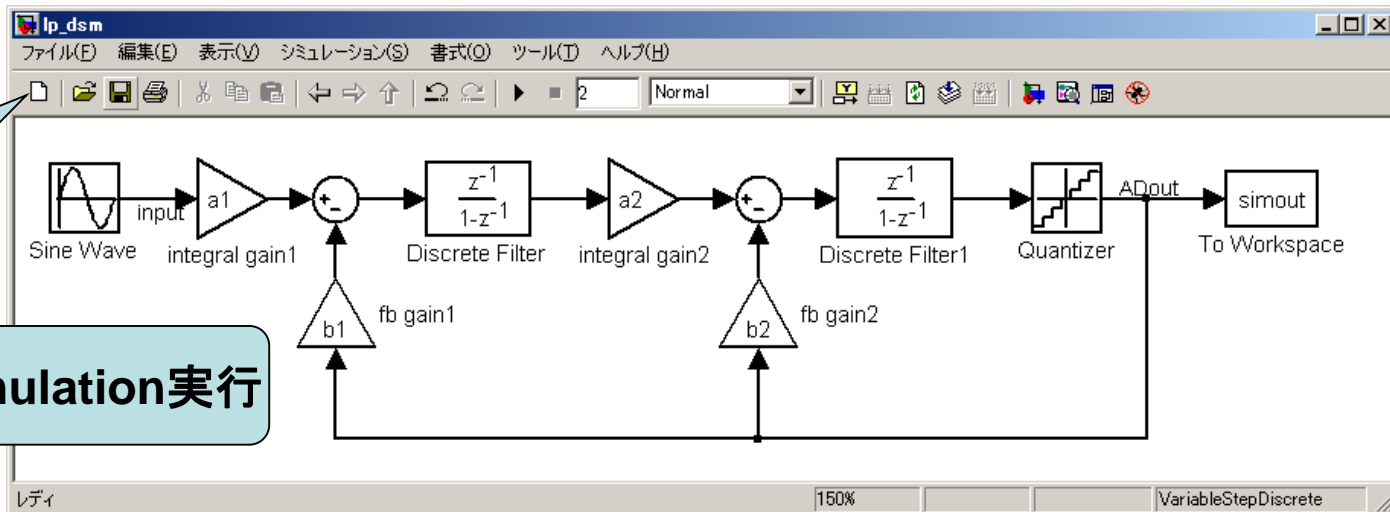 lp_dsm
ファイル(F) 編集(E) 表示(V) シミュレーション(S) 書式(O) ツール(T) ヘルプ(H)
2 Normal
input
a1
+
-
z-1
1-z-1
a2
+
-
z-1
1-z-1
ADout
simout
Sine Wave
integral gain1
Discrete Filter
integral gain2
Discrete Filter1
Quantizer
To Workspace
b1
fb gain1
b2
fb gain2
mulation実行
レディ 150% VariableStepDiscrete